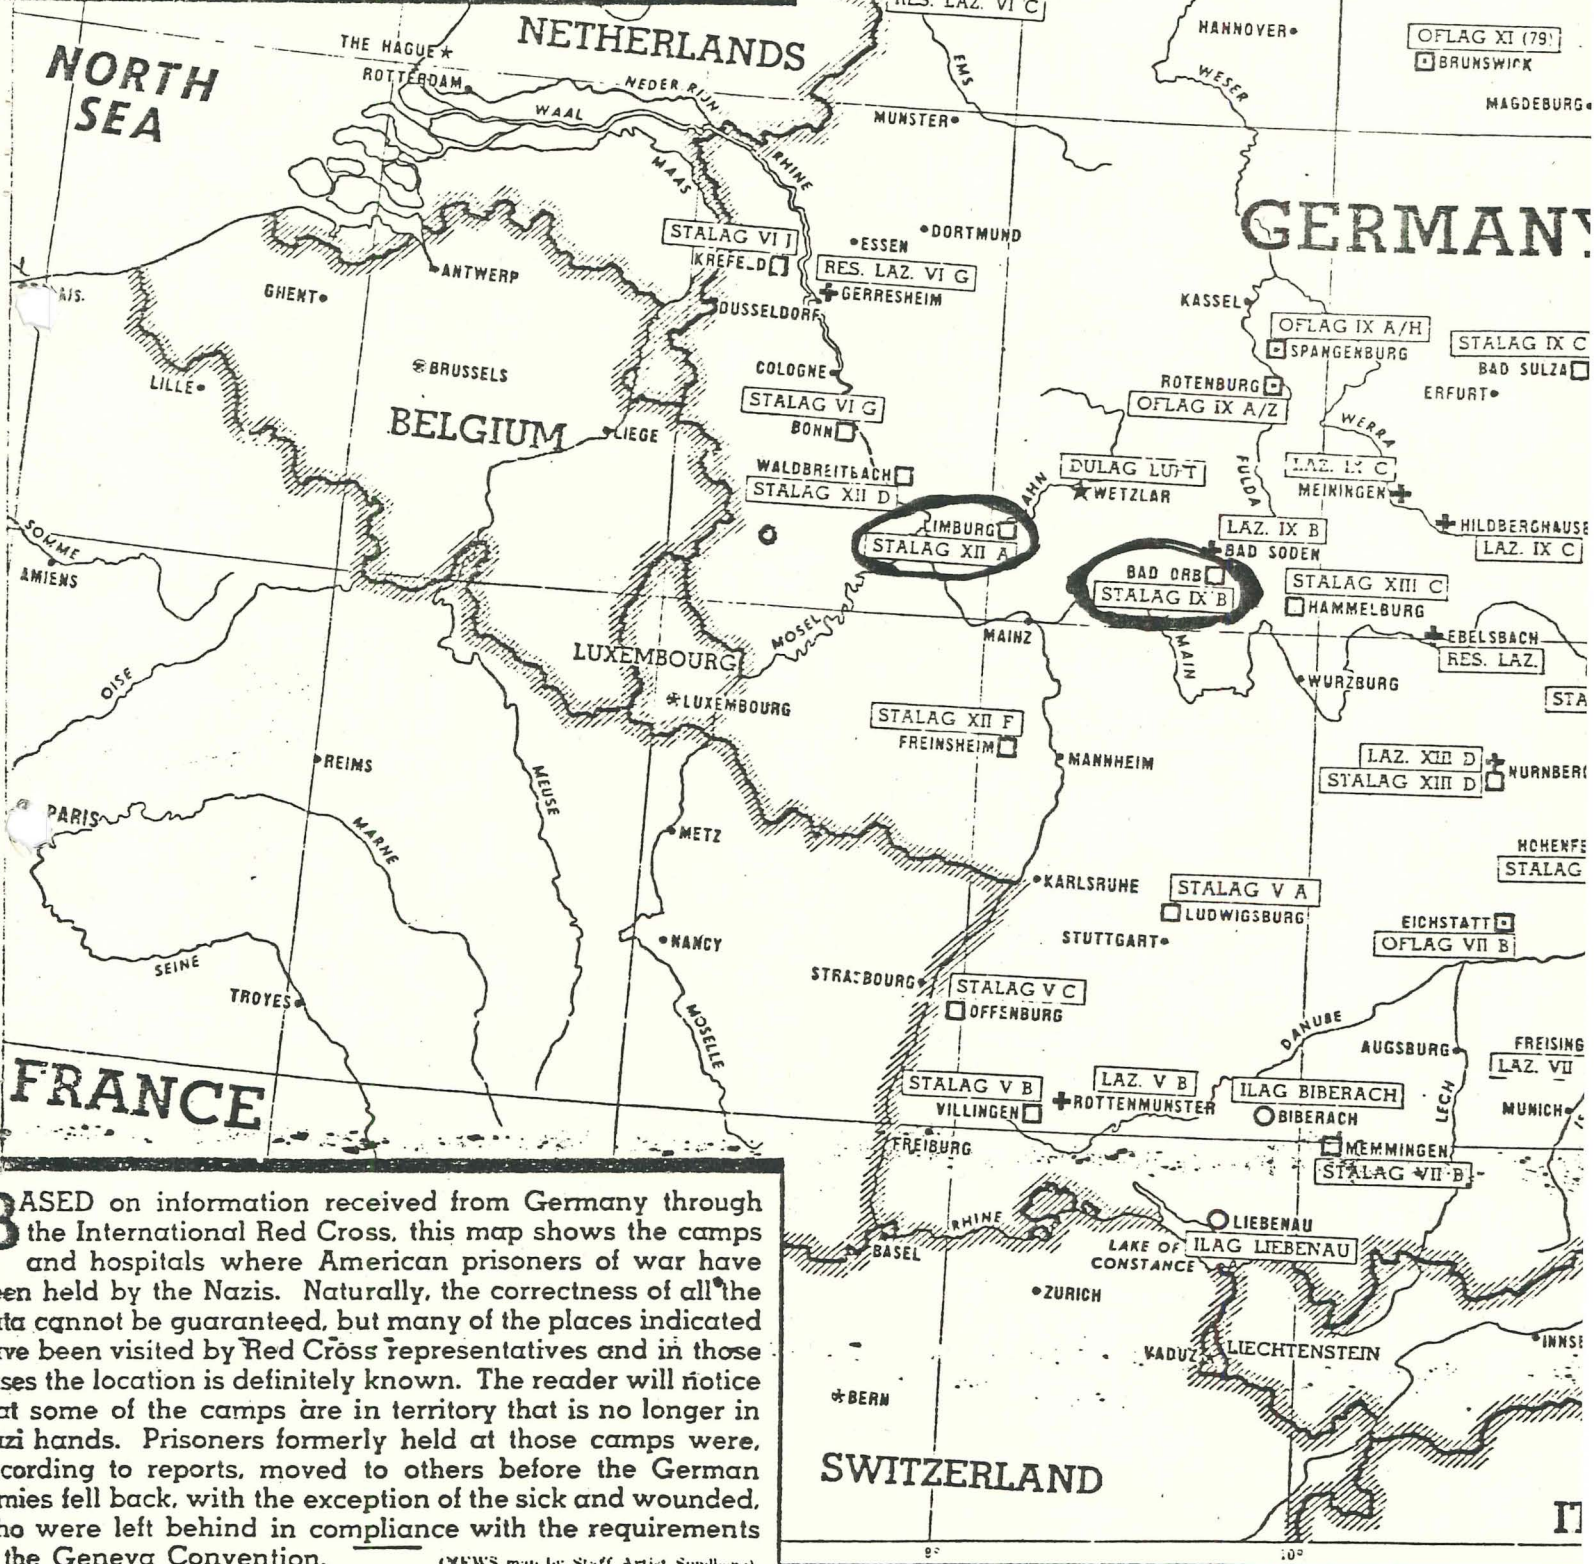 RES. LAZ. VI C
NETHERLANDS
HANNOVER
OFLAG XI (79)
BRUNSWICK
NORTH
SEA
THE HAGUE
ROTTERDAM
NEDER RIJN
WAAL
EMS
WESER
MAGDEBURG
MUNSTER
MAAS
RHINE
GERMANY
STALAG VI J
KREFELD
ESSEN
DORTMUND
RES. LAZ. VI G
GERRESHEIM
ANTWERP
GHENT
DUSSELDORF
KASSEL
OFLAG IX A/H
SPANGENBURG
STALAG IX C
BAD SULZA
ERFURT
BRUSSELS
LILLE
COLOGNE
STALAG VI G
BONN
ROTENBURG
OFLAG IX A/Z
WERRA
BELGIUM
LIEGE
WALDBREITBACH
STALAG XII D
DULAG LUFT
WETZLAR
FULDA
LAZ. IX C
MEININGEN
LIMBURG
STALAG XII A
LAZ. IX B
BAD SODEN
HILDBERGHAUSE
LAZ. IX C
SOMME
AMIENS
BAD ORB
STALAG IX B
STALAG XIII C
HAMMELBURG
MOSEL
MAINZ
MAIN
EBELSBACH
RES. LAZ.
LUXEMBOURG
LUXEMBOURG
WURZBURG
STA
OISE
STALAG XII F
FREINSHEIM
MANNHEIM
LAZ. XIII D
STALAG XIII D
NURNBER
REIMS
MEUSE
PARIS
MARNE
METZ
HOHENFE
STALAG
KARLSRUHE
STALAG V A
LUDWIGSBURG
STUTTGART
EICHSTATT
OFLAG VII B
NANCY
SEINE
TROYES
MOSELLE
STRASBOURG
STALAG V C
OFFENBURG
DANUBE
AUGSBURG
FREISING
LAZ. VII
FRANCE
STALAG V B
VILLINGEN
LAZ. V B
ROTTENMUNSTER
ILAG BIBERACH
BIBERACH
LECH
MUNICH
FREIBURG
MEMMINGEN
STALAG VII B
BASED on information received from Germany through
the International Red Cross, this map shows the camps
and hospitals where American prisoners of war have
en held by the Nazis. Naturally, the correctness of all the
ta cannot be guaranteed, but many of the places indicated
ve been visited by Red Cross representatives and in those
ses the location is definitely known. The reader will notice
at some of the camps are in territory that is no longer in
zi hands. Prisoners formerly held at those camps were,
cording to reports, moved to others before the German
mies fell back, with the exception of the sick and wounded,
ho were left behind in compliance with the requirements
the Geneva Convention.
BASEL
RHINE
LAKE OF
CONSTANCE
LIEBENAU
ILAG LIEBENAU
ZURICH
VADUZ
LIECHTENSTEIN
INNSB
BERN
SWITZERLAND
8°
10°